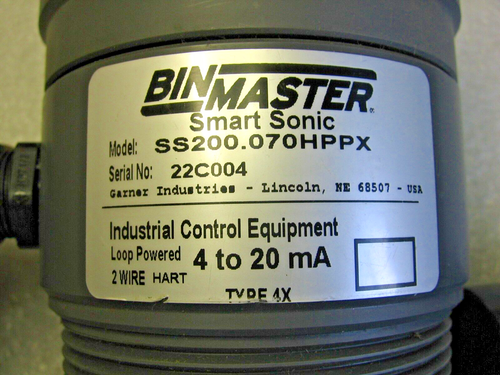 BINMASTER
Smart Sonic
Model: SS200.070HPPX
Serial No: 22C004
Garner Industries - Lincoln, NE 68507 - USA
Industrial Control Equipment
Loop Powered 4 to 20 mA
2 WIRE HART
TYPE 4X